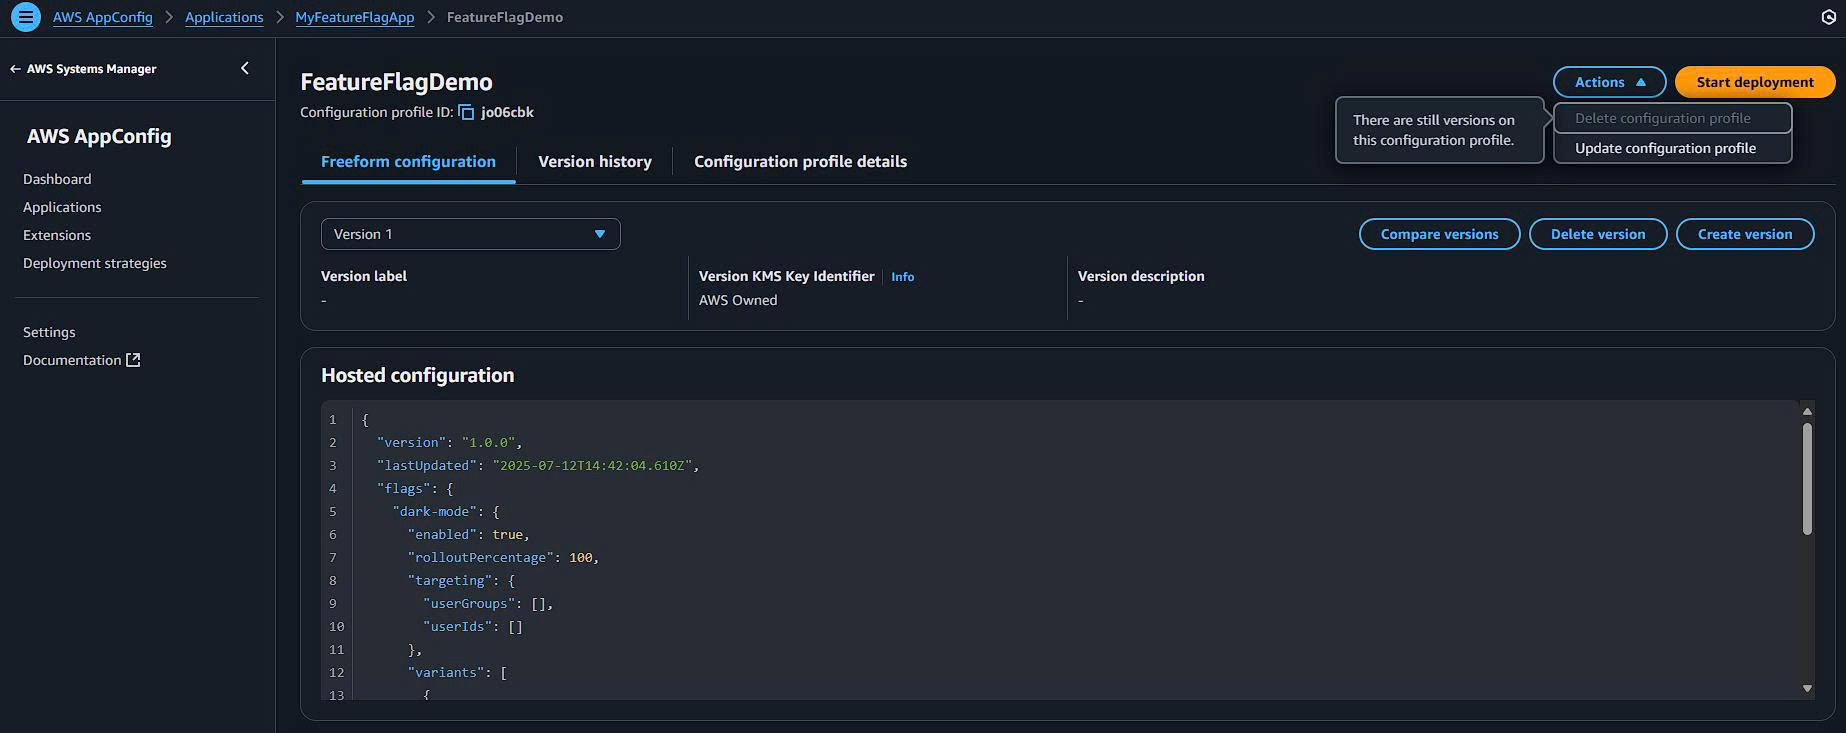 AWS AppConfig > Applications > MyFeatureFlagApp > FeatureFlagDemo
AWS Systems Manager
AWS AppConfig
Dashboard
Applications
Extensions
Deployment strategies
Settings
Documentation
FeatureFlagDemo
Configuration profile ID: jo06cbk
Actions
Start deployment
There are still versions on
this configuration profile.
Delete configuration profile
Update configuration profile
Freeform configuration
Version history
Configuration profile details
Version 1
Compare versions
Delete version
Create version
Version label
-
Version KMS Key Identifier
Info
AWS Owned
Version description
-
Hosted configuration
1 {
2 "version": "1.0.0",
3 "lastUpdated": "2025-07-12T14:42:04.610Z",
4 "flags": {
5 "dark-mode": {
6 "enabled": true,
7 "rolloutPercentage": 100,
8 "targeting": {
9 "userGroups": [],
10 "userIds": []
11 },
12 "variants": [
13 {